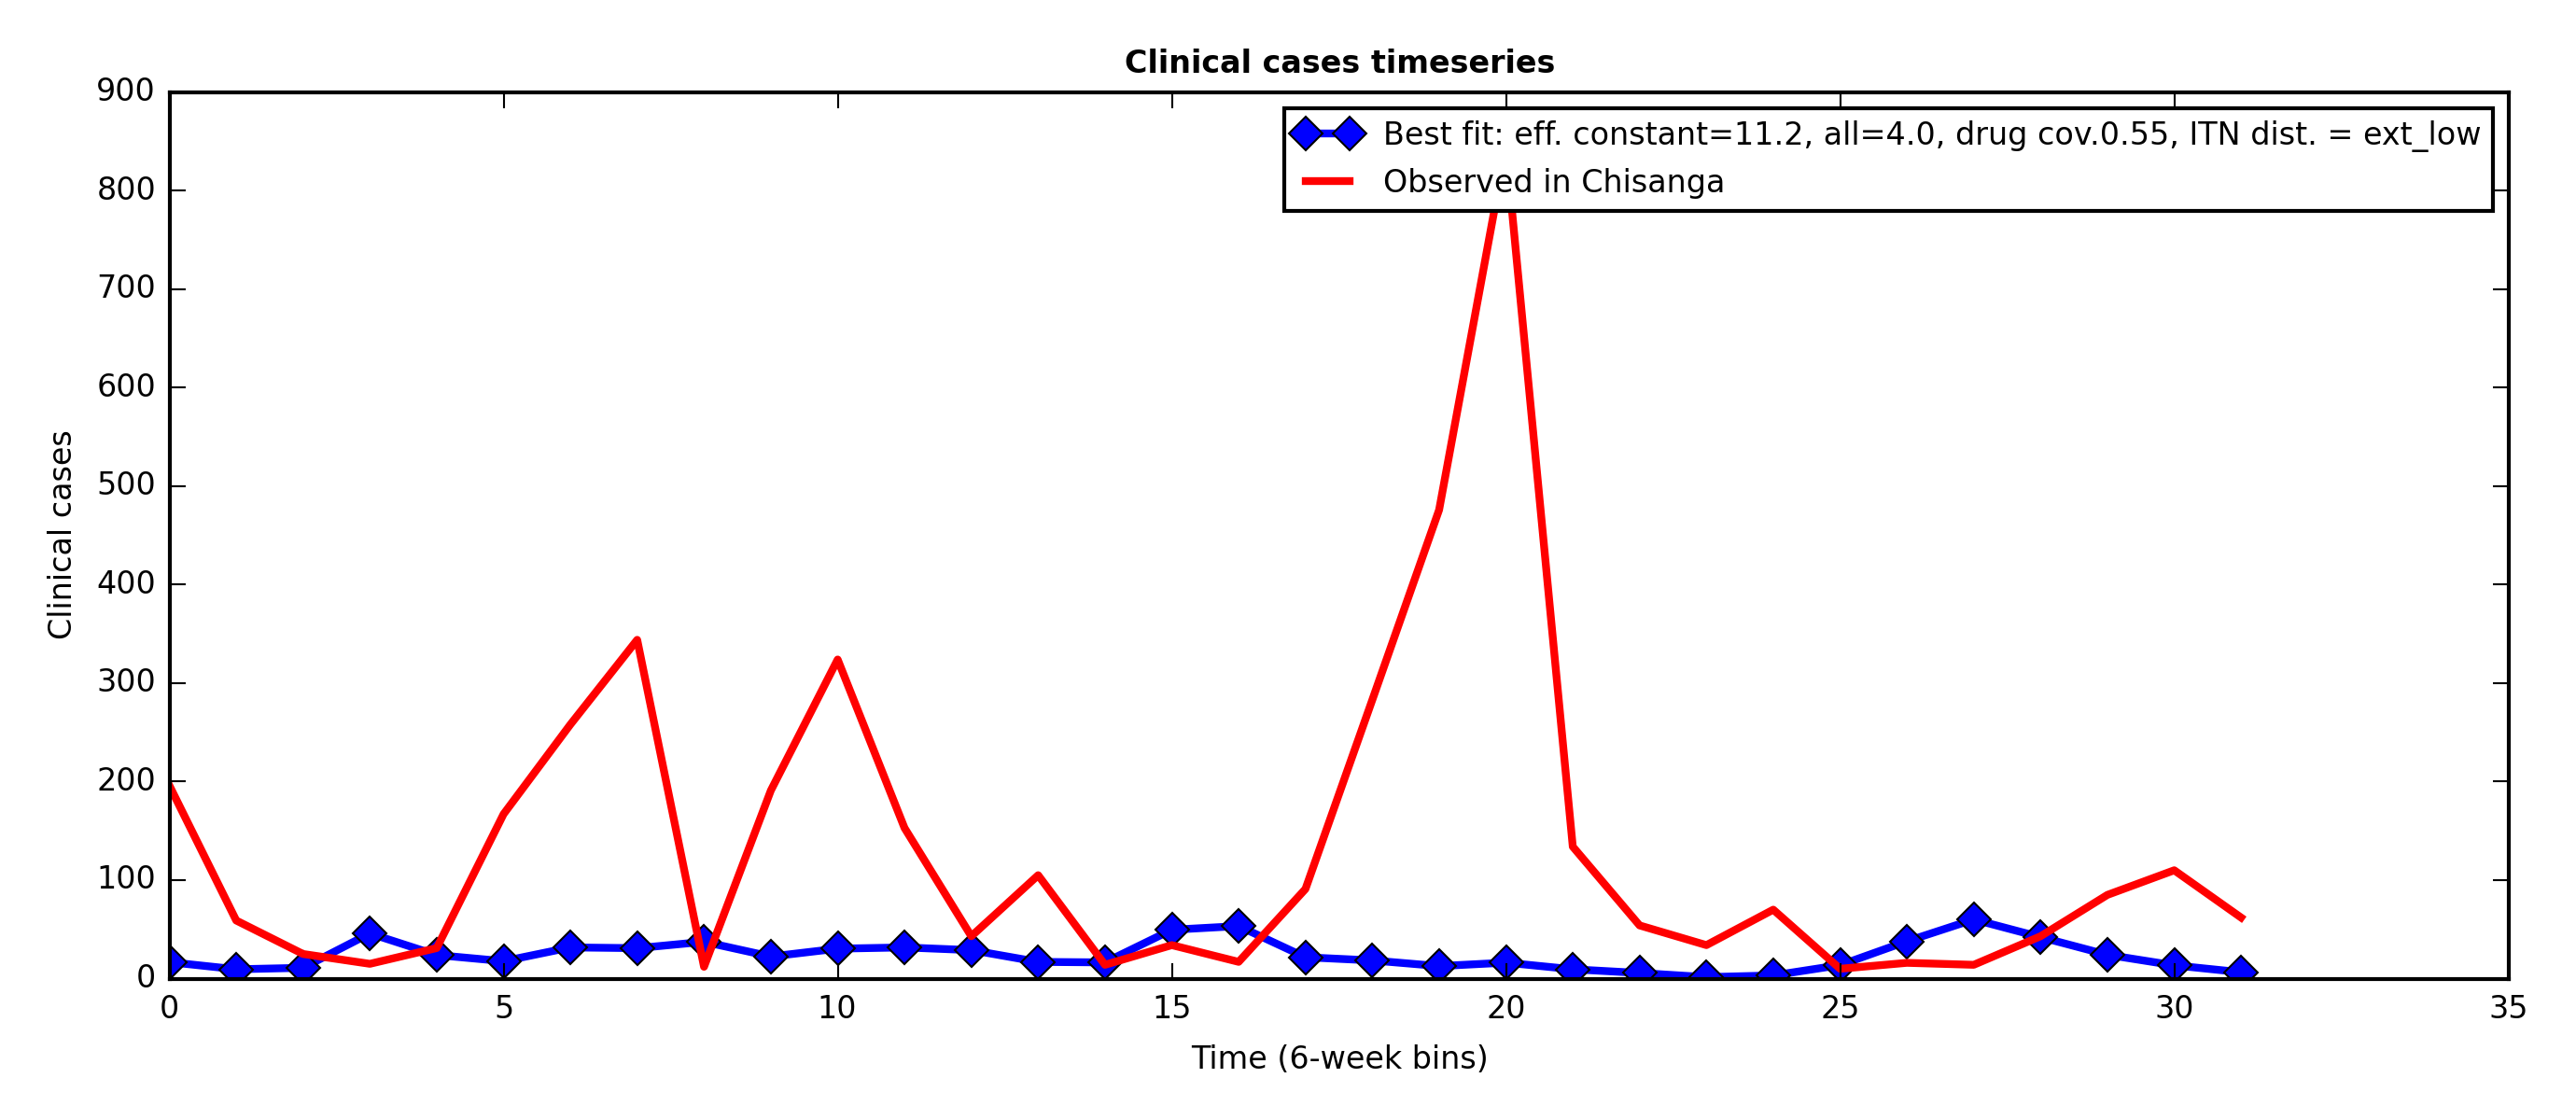 Clinical cases timeseries
900
800
700
600
500
400
300
200
100
0
Clinical cases
Best fit: eff. constant=11.2, all=4.0, drug cov.0.55, ITN dist. = ext_low
Observed in Chisanga
0 5 10 15 20 25 30 35
Time (6-week bins)